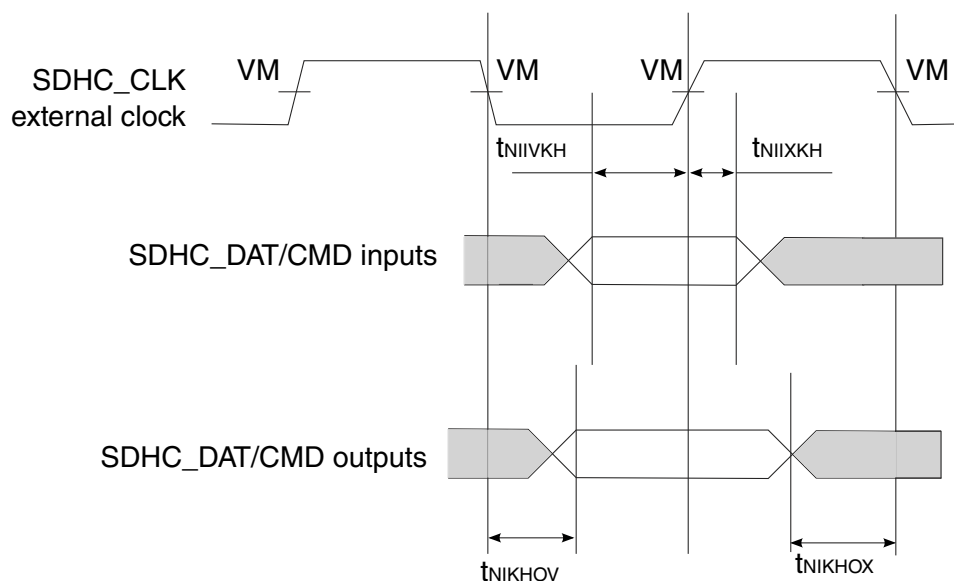 VM VM VM VM
SDHC_CLK
external clock
tNIIVKH tNIIXKH
SDHC_DAT/CMD inputs
SDHC_DAT/CMD outputs
tNIKHOV tNIKHOX